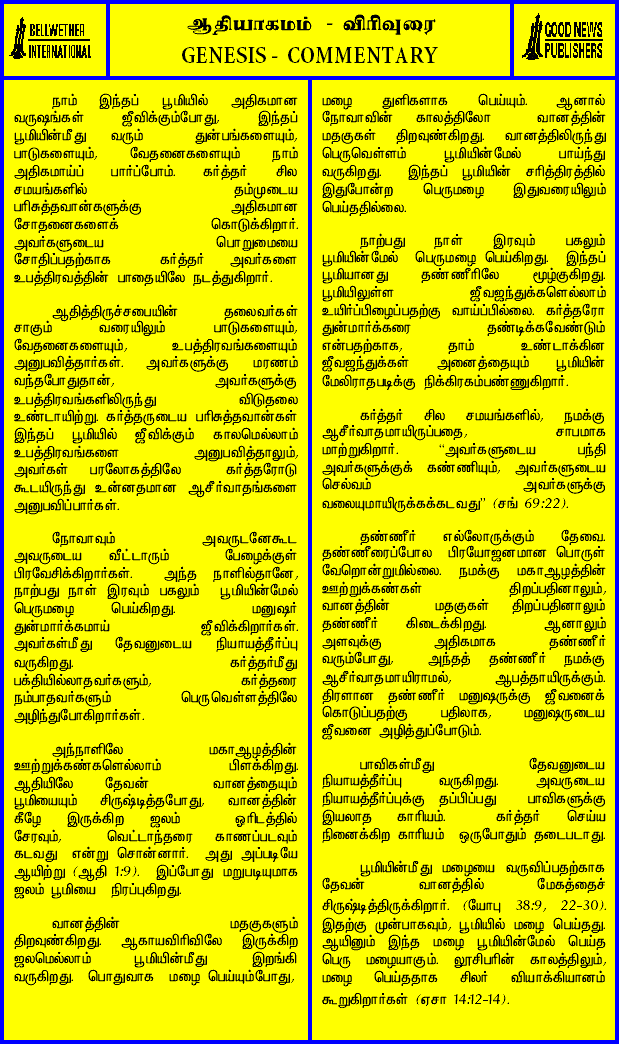 BELLWETHER
INTERNATIONAL
ஆதியாகமம் - விரிவுரை
GENESIS - COMMENTARY
GOOD NEWS
PUBLISHERS
நாம் இந்தப் பூமியில் அதிகமான
வருஷங்கள் ஜீவிக்கும்போது, இந்தப்
பூமியின்மீது வரும் துன்பங்களையும்,
பாடுகளையும், வேதனைகளையும் நாம்
அதிகமாய்ப் பார்ப்போம். கர்த்தர் சில
சமயங்களில் தம்முடைய
பரிசுத்தவான்களுக்கு அதிகமான
சோதனைகளைக் கொடுக்கிறார்.
அவர்களுடைய பொறுமையை
சோதிப்பதற்காக கர்த்தர் அவர்களை
உபத்திரவத்தின் பாதையிலே நடத்துகிறார்.
ஆதித்திருச்சபையின் தலைவர்கள்
சாகும் வரையிலும் பாடுகளையும்,
வேதனைகளையும், உபத்திரவங்களையும்
அனுபவித்தார்கள். அவர்களுக்கு மரணம்
வந்தபோதுதான், அவர்களுக்கு
உபத்திரவங்களிலிருந்து விடுதலை
உண்டாயிற்று. கர்த்தருடைய பரிசுத்தவான்கள்
இந்தப் பூமியில் ஜீவிக்கும் காலமெல்லாம்
உபத்திரவங்களை அனுபவித்தாலும்,
அவர்கள் பரலோகத்திலே கர்த்தரோடு
கூடயிருந்து உன்னதமான ஆசீர்வாதங்களை
அனுபவிப்பார்கள்.
நோவாவும் அவருடனேகூட
அவருடைய வீட்டாரும் பேழைக்குள்
பிரவேசிக்கிறார்கள். அந்த நாளில்தானே,
நாற்பது நாள் இரவும் பகலும் பூமியின்மேல்
பெருமழை பெய்கிறது. மனுஷர்
துன்மார்க்கமாய் ஜீவிக்கிறார்கள்.
அவர்கள்மீது தேவனுடைய நியாயத்தீர்ப்பு
வருகிறது. கர்த்தர்மீது
பக்தியில்லாதவர்களும், கர்த்தரை
நம்பாதவர்களும் பெருவெள்ளத்திலே
அழிந்துபோகிறார்கள்.
அந்நாளிலே மகாஆழத்தின்
ஊற்றுக்கண்களெல்லாம் பிளக்கிறது.
ஆதியிலே தேவன் வானத்தையும்
பூமியையும் சிருஷ்டித்தபோது, வானத்தின்
கீழே இருக்கிற ஜலம் ஓரிடத்தில்
சேரவும், வெட்டாந்தரை காணப்படவும்
கடவது என்று சொன்னார். அது அப்படியே
ஆயிற்று (ஆதி 1:9). இப்போது மறுபடியுமாக
ஜலம் பூமியை நிரப்புகிறது.
வானத்தின் மதகுகளும்
திறவுண்கிறது. ஆகாயவிரிவிலே இருக்கிற
ஜலமெல்லாம் பூமியின்மீது இறங்கி
வருகிறது. பொதுவாக மழை பெய்யும்போது,
மழை துளிகளாக பெய்யும். ஆனால்
நோவாவின் காலத்திலோ வானத்தின்
மதகுகள் திறவுண்கிறது. வானத்திலிருந்து
பெருவெள்ளம் பூமியின்மேல் பாய்ந்து
வருகிறது. இந்தப் பூமியின் சரித்திரத்தில்
இதுபோன்ற பெருமழை இதுவரையிலும்
பெய்ததில்லை.
நாற்பது நாள் இரவும் பகலும்
பூமியின்மேல் பெருமழை பெய்கிறது. இந்தப்
பூமியானது தண்ணீரிலே மூழ்குகிறது.
பூமியிலுள்ள ஜீவஜந்துக்களெல்லாம்
உயிர்ப்பிழைப்பதற்கு வாய்ப்பில்லை. கர்த்தரோ
துன்மார்க்கரை தண்டிக்கவேண்டும்
என்பதற்காக, தாம் உண்டாக்கின
ஜீவஜந்துக்கள் அனைத்தையும் பூமியின்
மேலிராதபடிக்கு நிக்கிரகம்பண்ணுகிறார்.
கர்த்தர் சில சமயங்களில், நமக்கு
ஆசீர்வாதமாயிருப்பதை, சாபமாக
மாற்றுகிறார். "அவர்களுடைய பந்தி
அவர்களுக்குக் கண்ணியும், அவர்களுடைய
செல்வம் அவர்களுக்கு
வலையுமாயிருக்கக்கடவது" (சங் 69:22).
தண்ணீர் எல்லோருக்கும் தேவை.
தண்ணீரைப்போல பிரயோஜனமான பொருள்
வேறொன்றுமில்லை. நமக்கு மகாஆழத்தின்
ஊற்றுக்கண்கள் திறப்பதினாலும்,
வானத்தின் மதகுகள் திறப்பதினாலும்
தண்ணீர் கிடைக்கிறது. ஆனாலும்
அளவுக்கு அதிகமாக தண்ணீர்
வரும்போது, அந்தத் தண்ணீர் நமக்கு
ஆசீர்வாதமாயிராமல், ஆபத்தாயிருக்கும்.
திரளான தண்ணீர் மனுஷருக்கு ஜீவனைக்
கொடுப்பதற்கு பதிலாக, மனுஷருடைய
ஜீவனை அழித்துப்போடும்.
பாவிகள்மீது தேவனுடைய
நியாயத்தீர்ப்பு வருகிறது. அவருடைய
நியாயத்தீர்ப்புக்கு தப்பிப்பது பாவிகளுக்கு
இயலாத காரியம். கர்த்தர் செய்ய
நினைக்கிற காரியம் ஒருபோதும் தடைபடாது.
பூமியின்மீது மழையை வருவிப்பதற்காக
தேவன் வானத்தில் மேகத்தைச்
சிருஷ்டித்திருக்கிறார். (யோபு 38:9, 22-30).
இதற்கு முன்பாகவும், பூமியில் மழை பெய்தது.
ஆயினும் இந்த மழை பூமியின்மேல் பெய்த
பெரு மழையாகும். லூசிபரின் காலத்திலும்,
மழை பெய்ததாக சிலர் வியாக்கியானம்
கூறுகிறார்கள் (ஏசா 14:12-14).